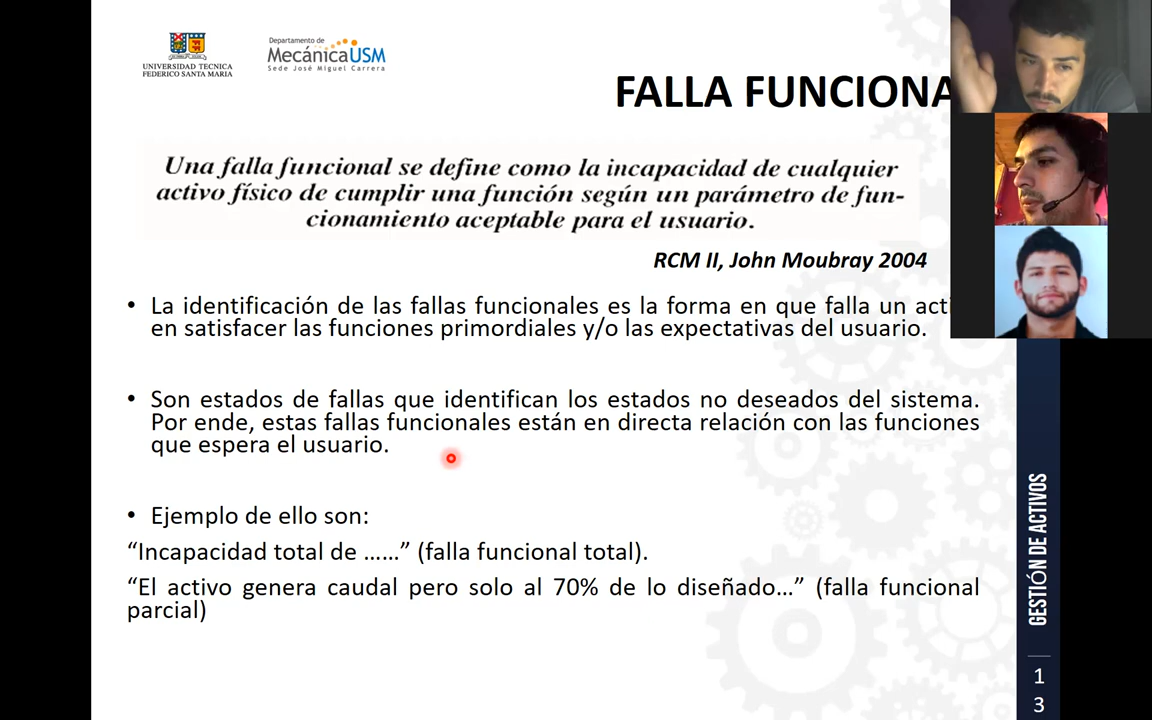 UNIVERSIDAD TECNICA
FEDERICO SANTA MARIA
Departamento de
MecánicaUSM
Sede José Miguel Carrera
FALLA FUNCIONA
Una falla funcional se define como la incapacidad de cualquier
activo físico de cumplir una función según un parámetro de fun-
cionamiento aceptable para el usuario.
RCM II, John Moubray 2004
• La identificación de las fallas funcionales es la forma en que falla un acti
en satisfacer las funciones primordiales y/o las expectativas del usuario.
• Son estados de fallas que identifican los estados no deseados del sistema.
Por ende, estas fallas funcionales están en directa relación con las funciones
que espera el usuario.
• Ejemplo de ello son:
“Incapacidad total de ……” (falla funcional total).
“El activo genera caudal pero solo al 70% de lo diseñado…” (falla funcional
parcial)
GESTIÓN DE ACTIVOS
1
3